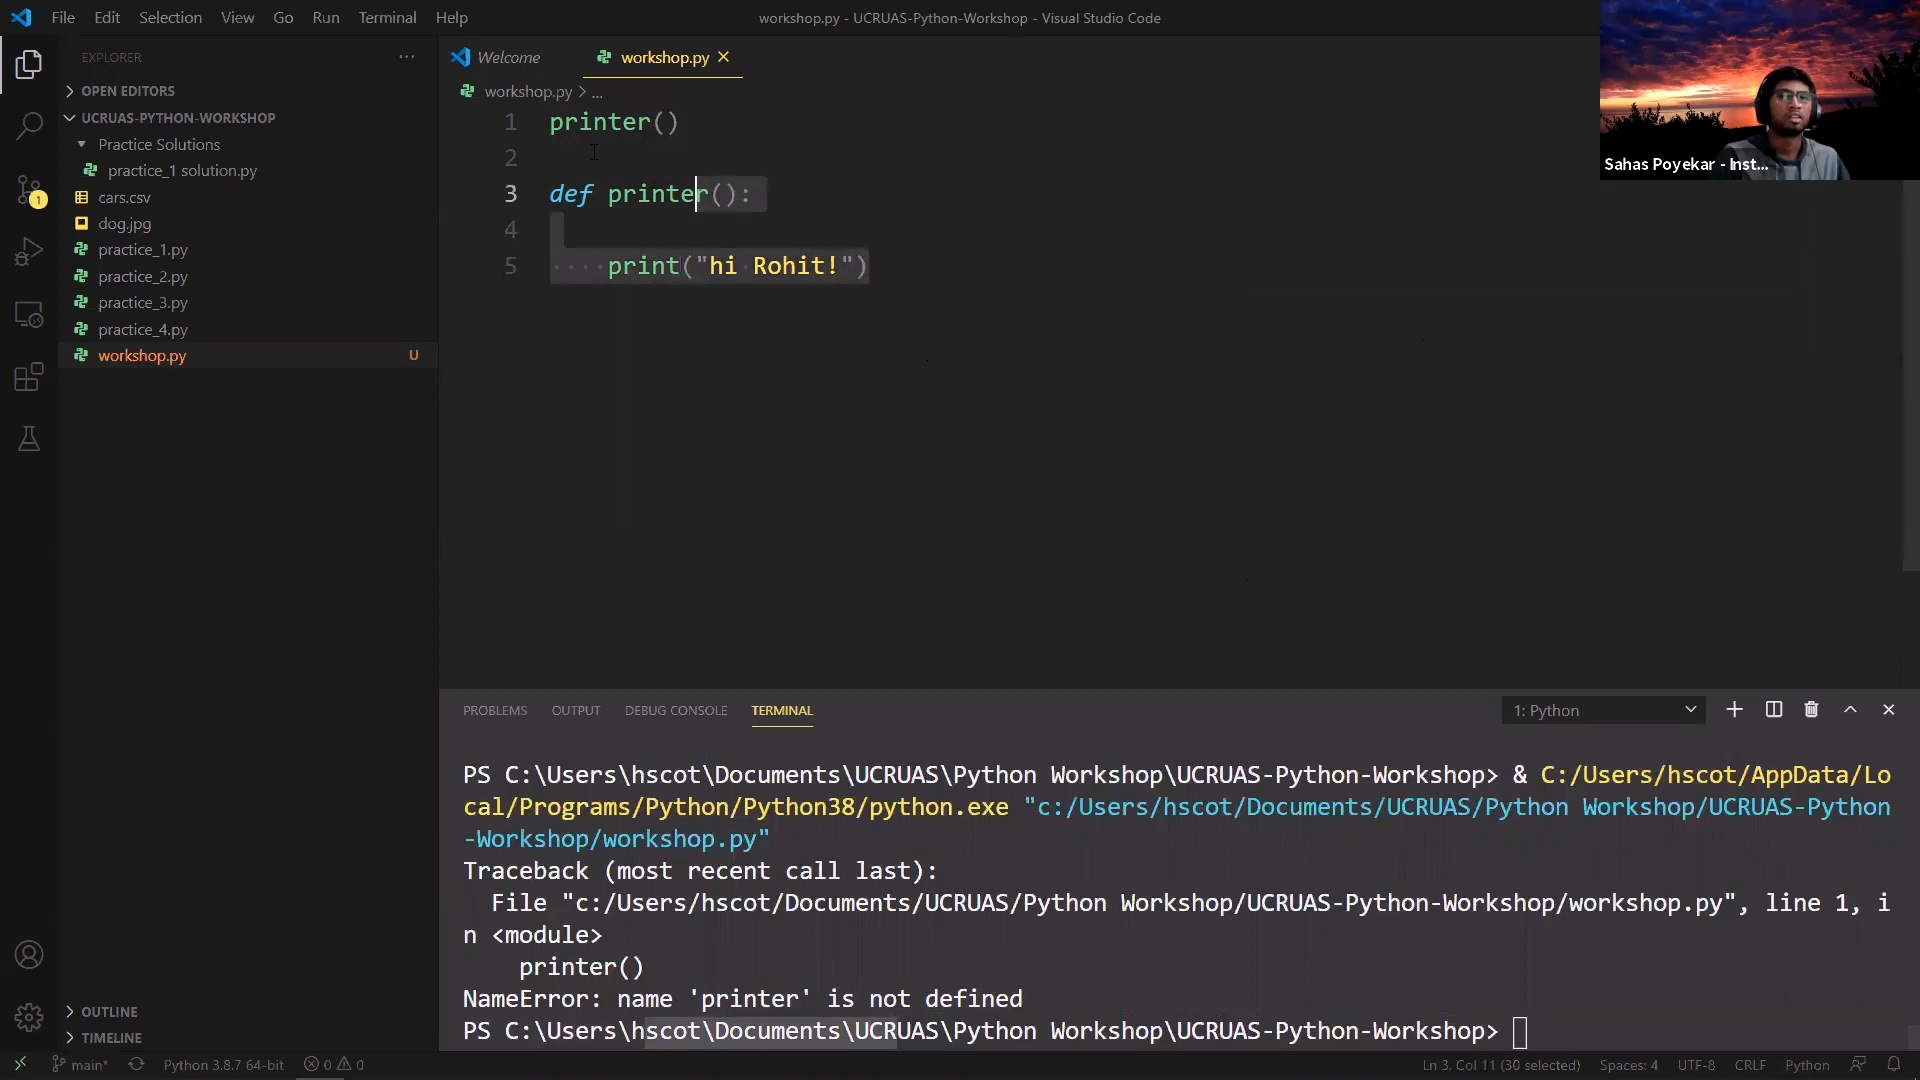 File Edit Selection View Go Run Terminal Help
workshop.py - UCRUAS-Python-Workshop - Visual Studio Code
EXPLORER
OPEN EDITORS
UCRUAS-PYTHON-WORKSHOP
Practice Solutions
practice_1 solution.py
cars.csv
dog.jpg
practice_1.py
practice_2.py
practice_3.py
practice_4.py
workshop.py U
OUTLINE
TIMELINE
1
Welcome workshop.py
workshop.py > ...
1 printer()
2
3 def printer():
4
5 ····print("hi·Rohit!")
Sahas Poyekar - Inst...
PROBLEMS OUTPUT DEBUG CONSOLE TERMINAL
1: Python
PS C:\Users\hscot\Documents\UCRUAS\Python Workshop\UCRUAS-Python-Workshop> & C:/Users/hscot/AppData/Lo
cal/Programs/Python/Python38/python.exe "c:/Users/hscot/Documents/UCRUAS/Python Workshop/UCRUAS-Python
-Workshop/workshop.py"
Traceback (most recent call last):
File "c:/Users/hscot/Documents/UCRUAS/Python Workshop/UCRUAS-Python-Workshop/workshop.py", line 1, i
n <module>
printer()
NameError: name 'printer' is not defined
PS C:\Users\hscot\Documents\UCRUAS\Python Workshop\UCRUAS-Python-Workshop>
main* Python 3.8.7 64-bit 0 0 Ln 3, Col 11 (30 selected) Spaces: 4 UTF-8 CRLF Python